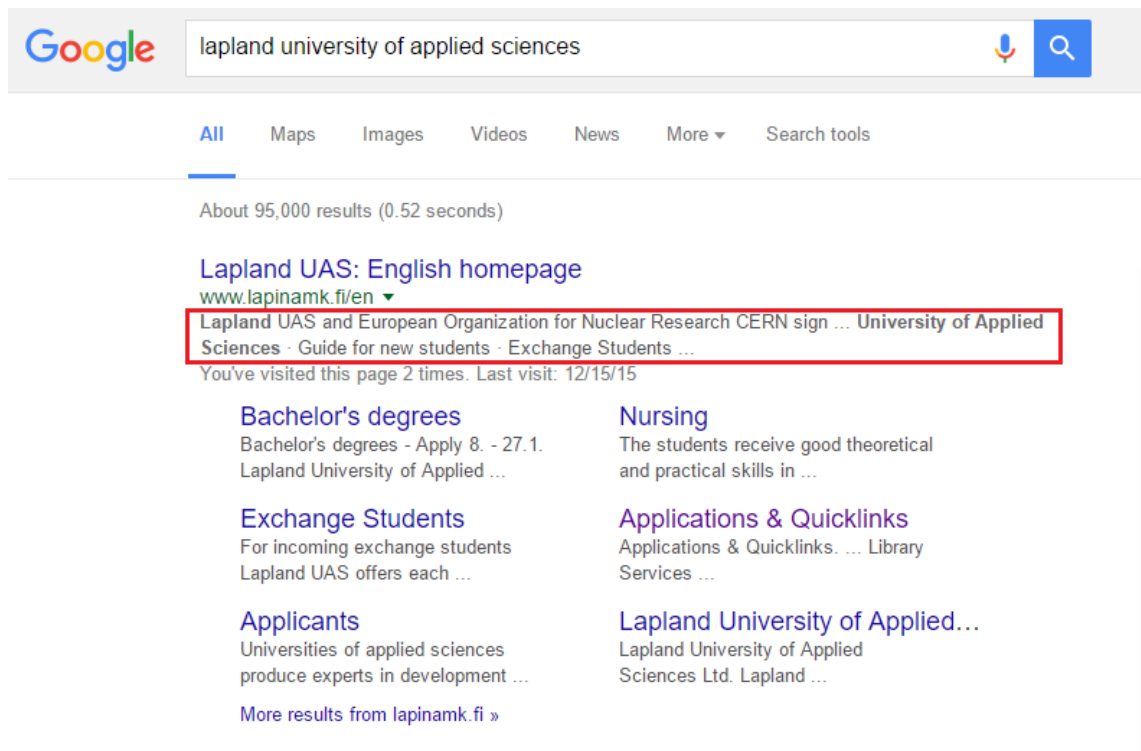 Google
lapland university of applied sciences
All Maps Images Videos News More Search tools
About 95,000 results (0.52 seconds)
Lapland UAS: English homepage
www.lapinamk.fi/en
Lapland UAS and European Organization for Nuclear Research CERN sign ... University of Applied
Sciences · Guide for new students · Exchange Students ...
You've visited this page 2 times. Last visit: 12/15/15
Bachelor's degrees
Bachelor's degrees - Apply 8. - 27.1.
Lapland University of Applied ...
Nursing
The students receive good theoretical
and practical skills in ...
Exchange Students
For incoming exchange students
Lapland UAS offers each ...
Applications & Quicklinks
Applications & Quicklinks. ... Library
Services ...
Applicants
Universities of applied sciences
produce experts in development ...
Lapland University of Applied...
Lapland University of Applied
Sciences Ltd. Lapland ...
More results from lapinamk.fi »